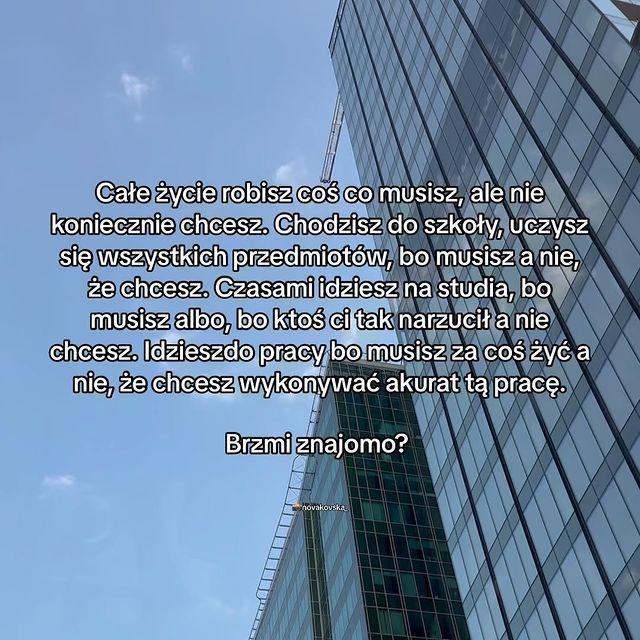 Całe życie robisz coś co musisz, ale nie
koniecznie chcesz. Chodzisz do szkoły, uczysz
się wszystkich przedmiotów, bo musisz a nie,
że chcesz. Czasami idziesz na studia, bo
musisz albo, bo ktoś ci tak narzucił a nie
chcesz. Idzieszdo pracy bo musisz za coś żyć a
nie, że chcesz wykonywać akurat tą pracę.
Brzmi znajomo?
novakovska_